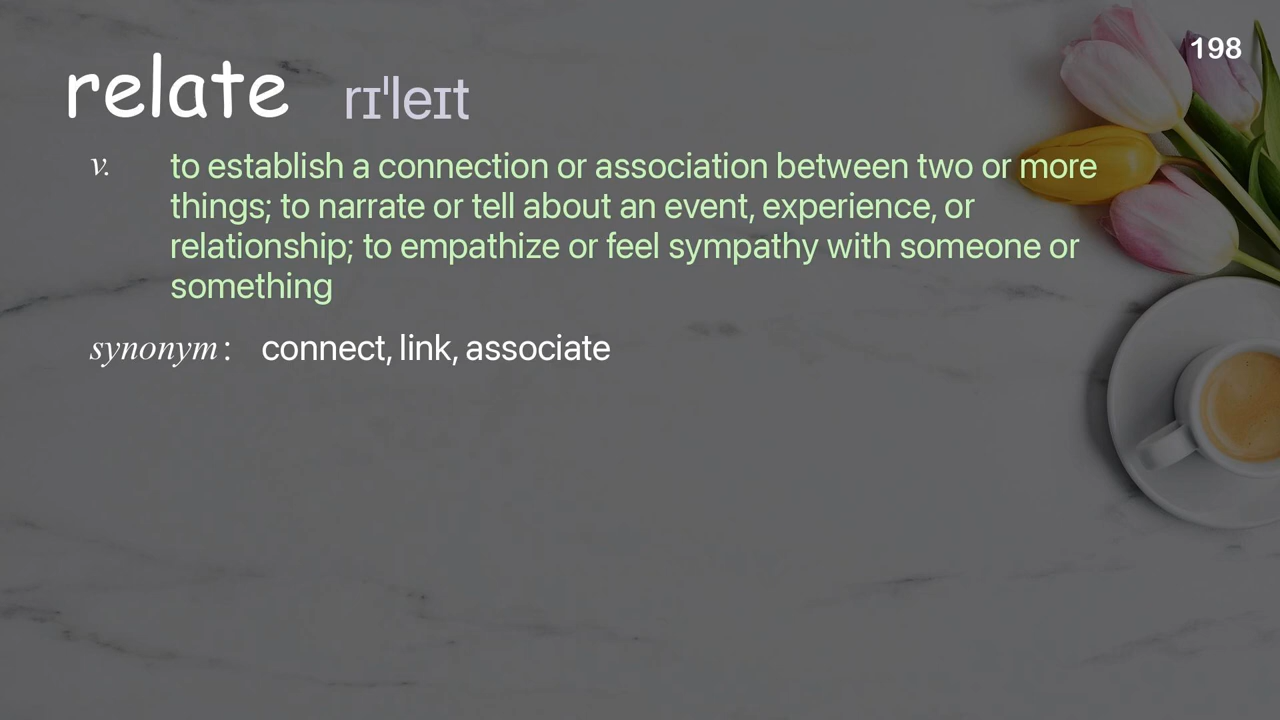 198
relate rɪˈleɪt
v. to establish a connection or association between two or more
things; to narrate or tell about an event, experience, or
relationship; to empathize or feel sympathy with someone or
something
synonym : connect, link, associate